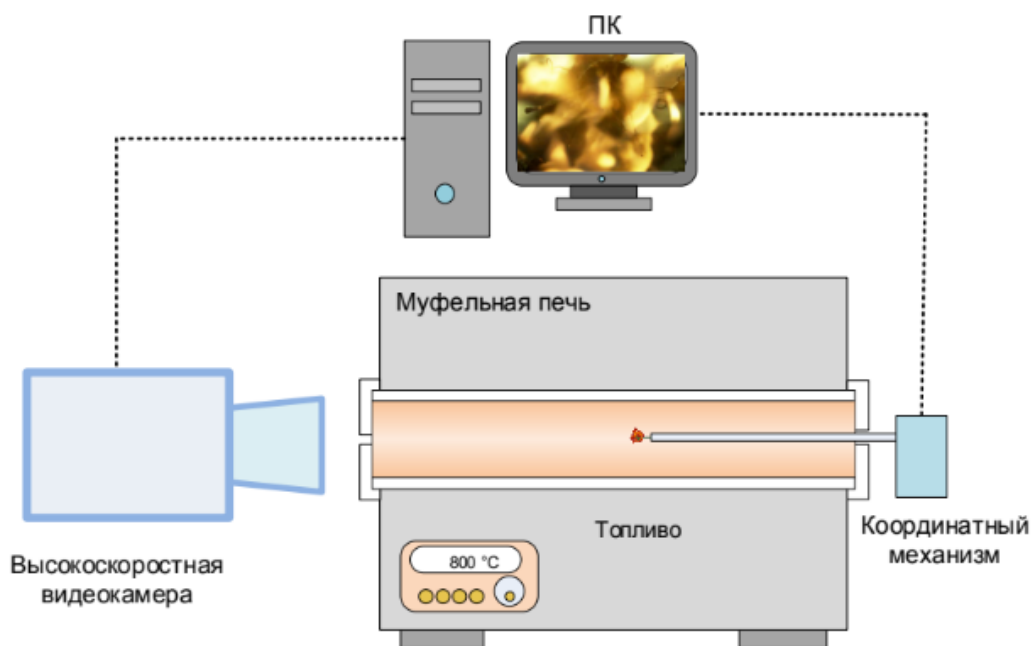 ПК
Муфельная печь
Топливо
800 °C
Высокоскоростная
видеокамера
Координатный
механизм